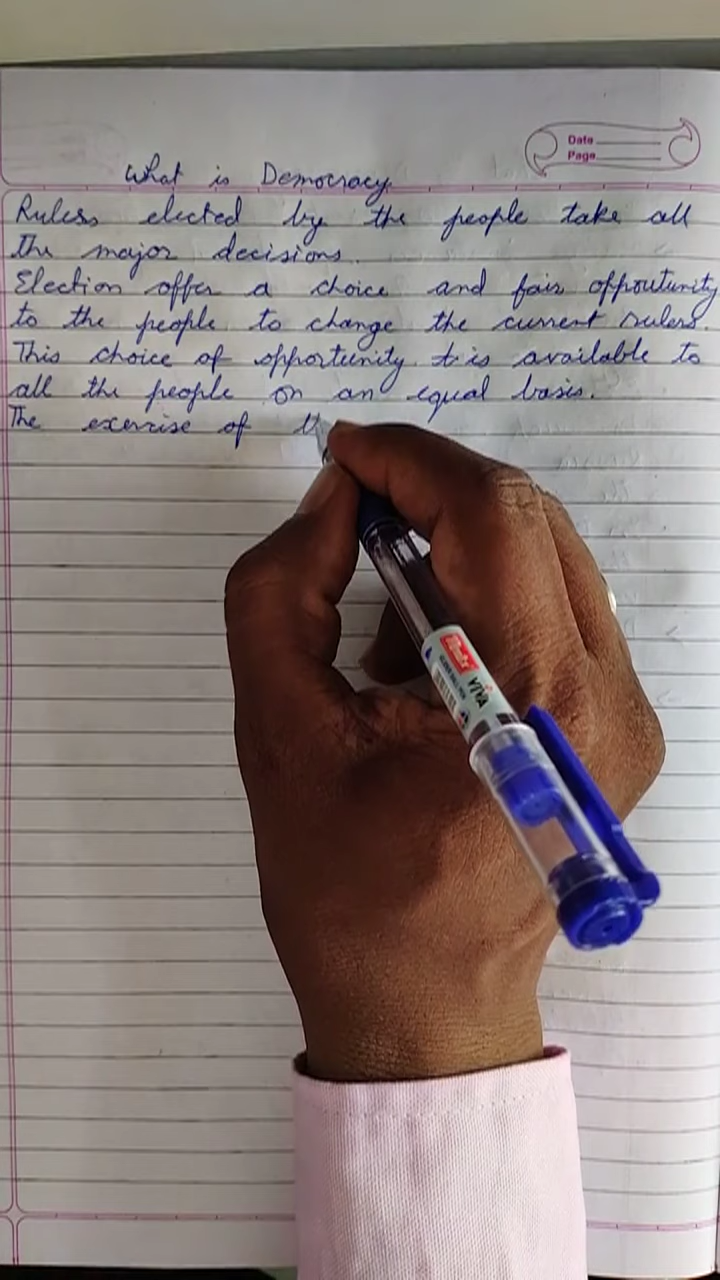 Date
Page
What is Democracy
Rulers elected by the people take all
the major decisions.
Election offer a choice and fair opportunity
to the people to change the current rulers.
This choice of opportunity is available to
all the people on an equal basis.
The exercise of
VIVA